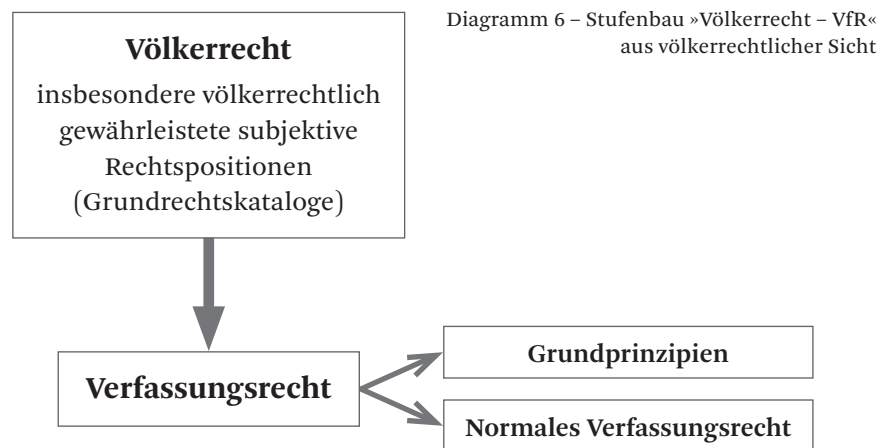 Diagramm 6 – Stufenbau »Völkerrecht – VfR«
aus völkerrechtlicher Sicht
Völkerrecht
insbesondere völkerrechtlich
gewährleistete subjektive
Rechtspositionen
(Grundrechtskataloge)
Verfassungsrecht
Grundprinzipien
Normales Verfassungsrecht